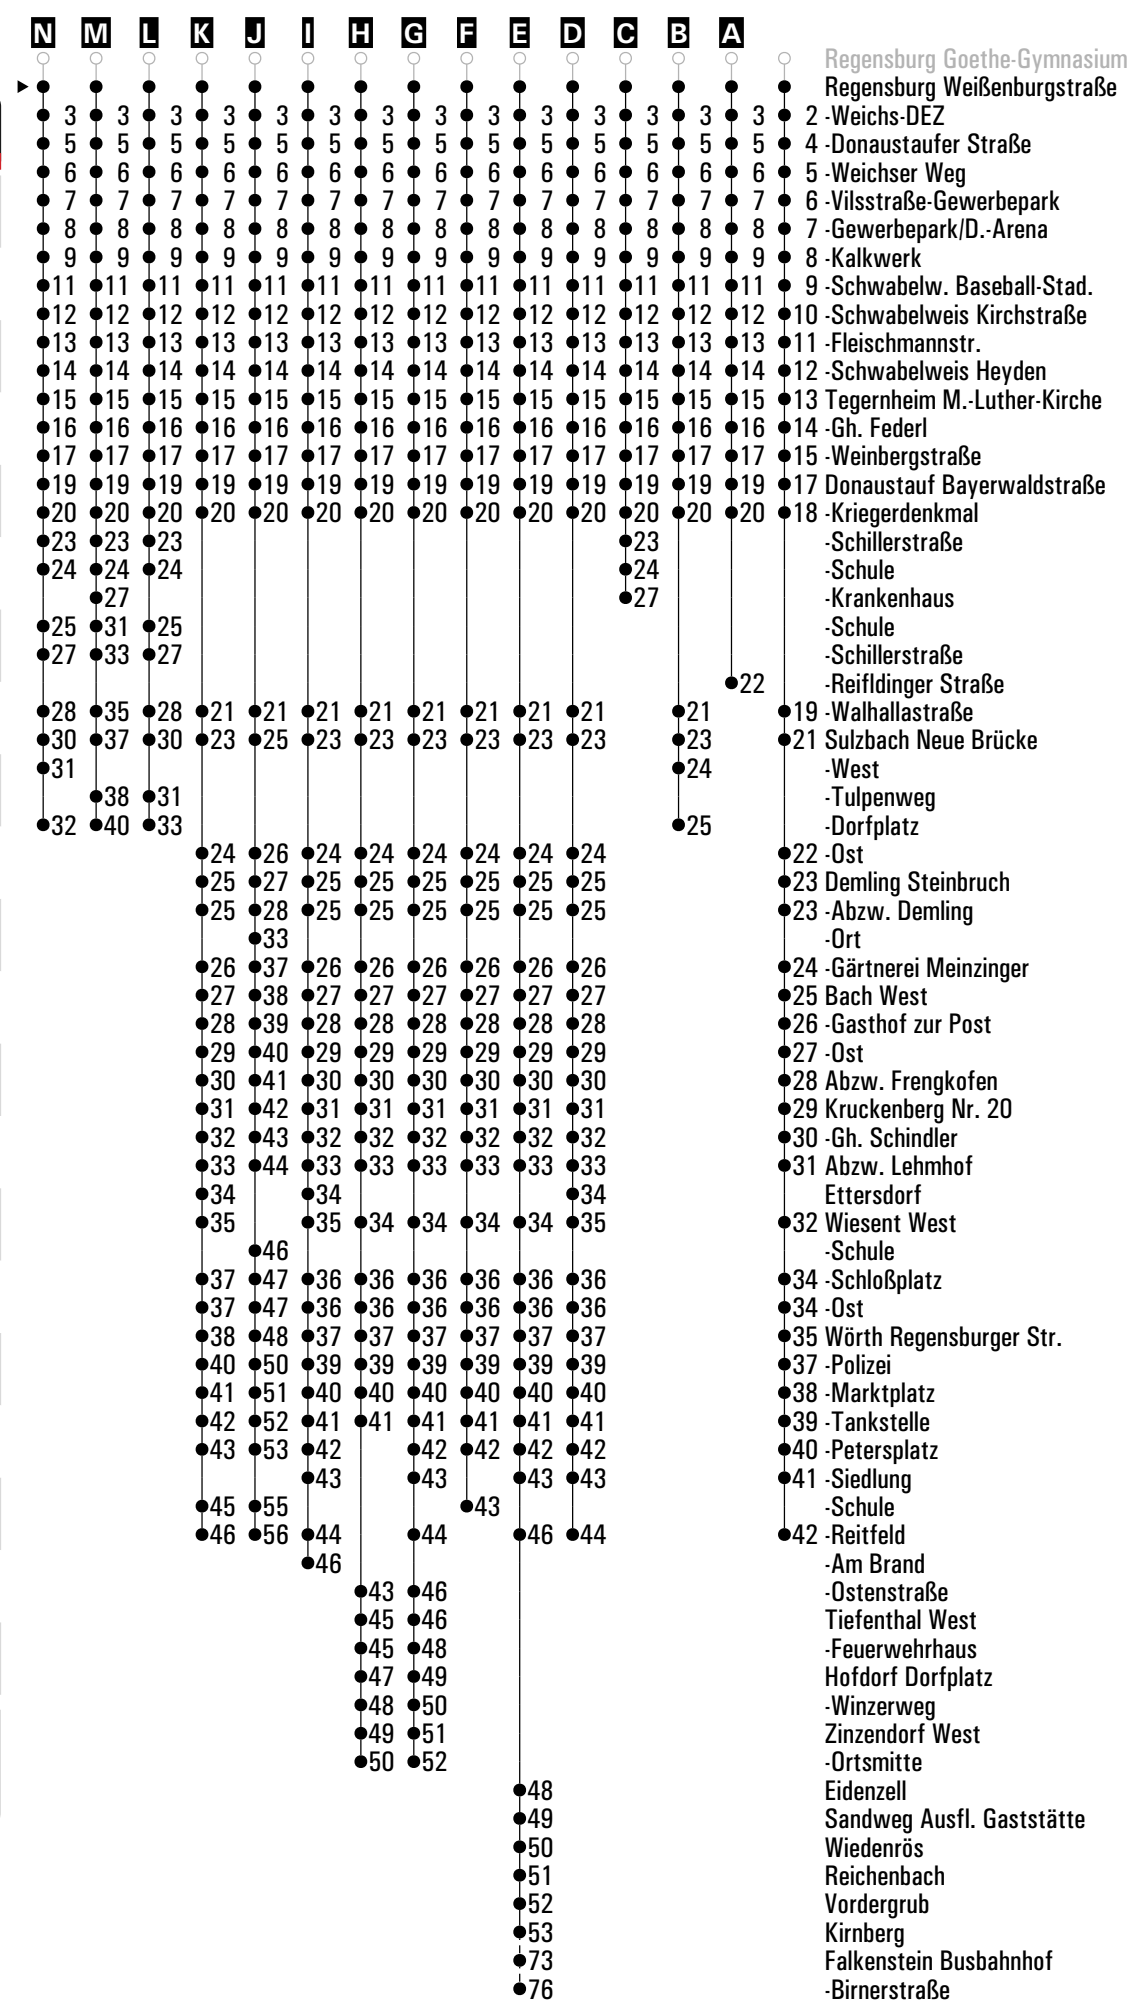 N M L K J I H G F E D C B A
Regensburg Goethe-Gymnasium
Regensburg Weißenburgstraße
3 3 3 3 3 3 3 3 3 3 3 3 3 3 2 -Weichs-DEZ
5 5 5 5 5 5 5 5 5 5 5 5 5 5 4 -Donaustaufer Straße
6 6 6 6 6 6 6 6 6 6 6 6 6 6 5 -Weichser Weg
7 7 7 7 7 7 7 7 7 7 7 7 7 7 6 -Vilsstraße-Gewerbepark
8 8 8 8 8 8 8 8 8 8 8 8 8 8 7 -Gewerbepark/D.-Arena
9 9 9 9 9 9 9 9 9 9 9 9 9 9 8 -Kalkwerk
11 11 11 11 11 11 11 11 11 11 11 11 11 11 9 -Schwabelw. Baseball-Stad.
12 12 12 12 12 12 12 12 12 12 12 12 12 12 10 -Schwabelweis Kirchstraße
13 13 13 13 13 13 13 13 13 13 13 13 13 13 11 -Fleischmannstr.
14 14 14 14 14 14 14 14 14 14 14 14 14 14 12 -Schwabelweis Heyden
15 15 15 15 15 15 15 15 15 15 15 15 15 15 13 Tegernheim M.-Luther-Kirche
16 16 16 16 16 16 16 16 16 16 16 16 16 16 14 -Gh. Federl
17 17 17 17 17 17 17 17 17 17 17 17 17 17 15 -Weinbergstraße
19 19 19 19 19 19 19 19 19 19 19 19 19 19 17 Donaustauf Bayerwaldstraße
20 20 20 20 20 20 20 20 20 20 20 20 20 20 18 -Kriegerdenkmal
23 23 23 23 -Schillerstraße
24 24 24 24 -Schule
27 27 -Krankenhaus
25 31 25 -Schule
27 33 27 -Schillerstraße
22 -Reifldinger Straße
28 35 28 21 21 21 21 21 21 21 21 21 19 -Walhallastraße
30 37 30 23 25 23 23 23 23 23 23 23 21 Sulzbach Neue Brücke
31 24 -West
38 31 -Tulpenweg
32 40 33 25 -Dorfplatz
24 26 24 24 24 24 24 24 22 -Ost
25 27 25 25 25 25 25 25 23 Demling Steinbruch
25 28 25 25 25 25 25 25 23 -Abzw. Demling
33 -Ort
26 37 26 26 26 26 26 26 24 -Gärtnerei Meinzinger
27 38 27 27 27 27 27 27 25 Bach West
28 39 28 28 28 28 28 28 26 -Gasthof zur Post
29 40 29 29 29 29 29 29 27 -Ost
30 41 30 30 30 30 30 30 28 Abzw. Frengkofen
31 42 31 31 31 31 31 31 29 Kruckenberg Nr. 20
32 43 32 32 32 32 32 32 30 -Gh. Schindler
33 44 33 33 33 33 33 33 31 Abzw. Lehmhof
34 34 34 Ettersdorf
35 35 34 34 34 34 35 32 Wiesent West
46 -Schule
37 47 36 36 36 36 36 36 34 -Schloßplatz
37 47 36 36 36 36 36 36 34 -Ost
38 48 37 37 37 37 37 37 35 Wörth Regensburger Str.
40 50 39 39 39 39 39 39 37 -Polizei
41 51 40 40 40 40 40 40 38 -Marktplatz
42 52 41 41 41 41 41 41 39 -Tankstelle
43 53 42 42 42 42 42 40 -Petersplatz
43 43 43 43 41 -Siedlung
45 55 43 -Schule
46 56 44 44 46 44 42 -Reitfeld
46 -Am Brand
43 46 -Ostenstraße
45 46 Tiefenthal West
45 48 -Feuerwehrhaus
47 49 Hofdorf Dorfplatz
48 50 -Winzerweg
49 51 Zinzendorf West
50 52 -Ortsmitte
48 Eidenzell
49 Sandweg Ausfl. Gaststätte
50 Wiedenrös
51 Reichenbach
52 Vordergrub
53 Kirnberg
73 Falkenstein Busbahnhof
76 -Birnerstraße